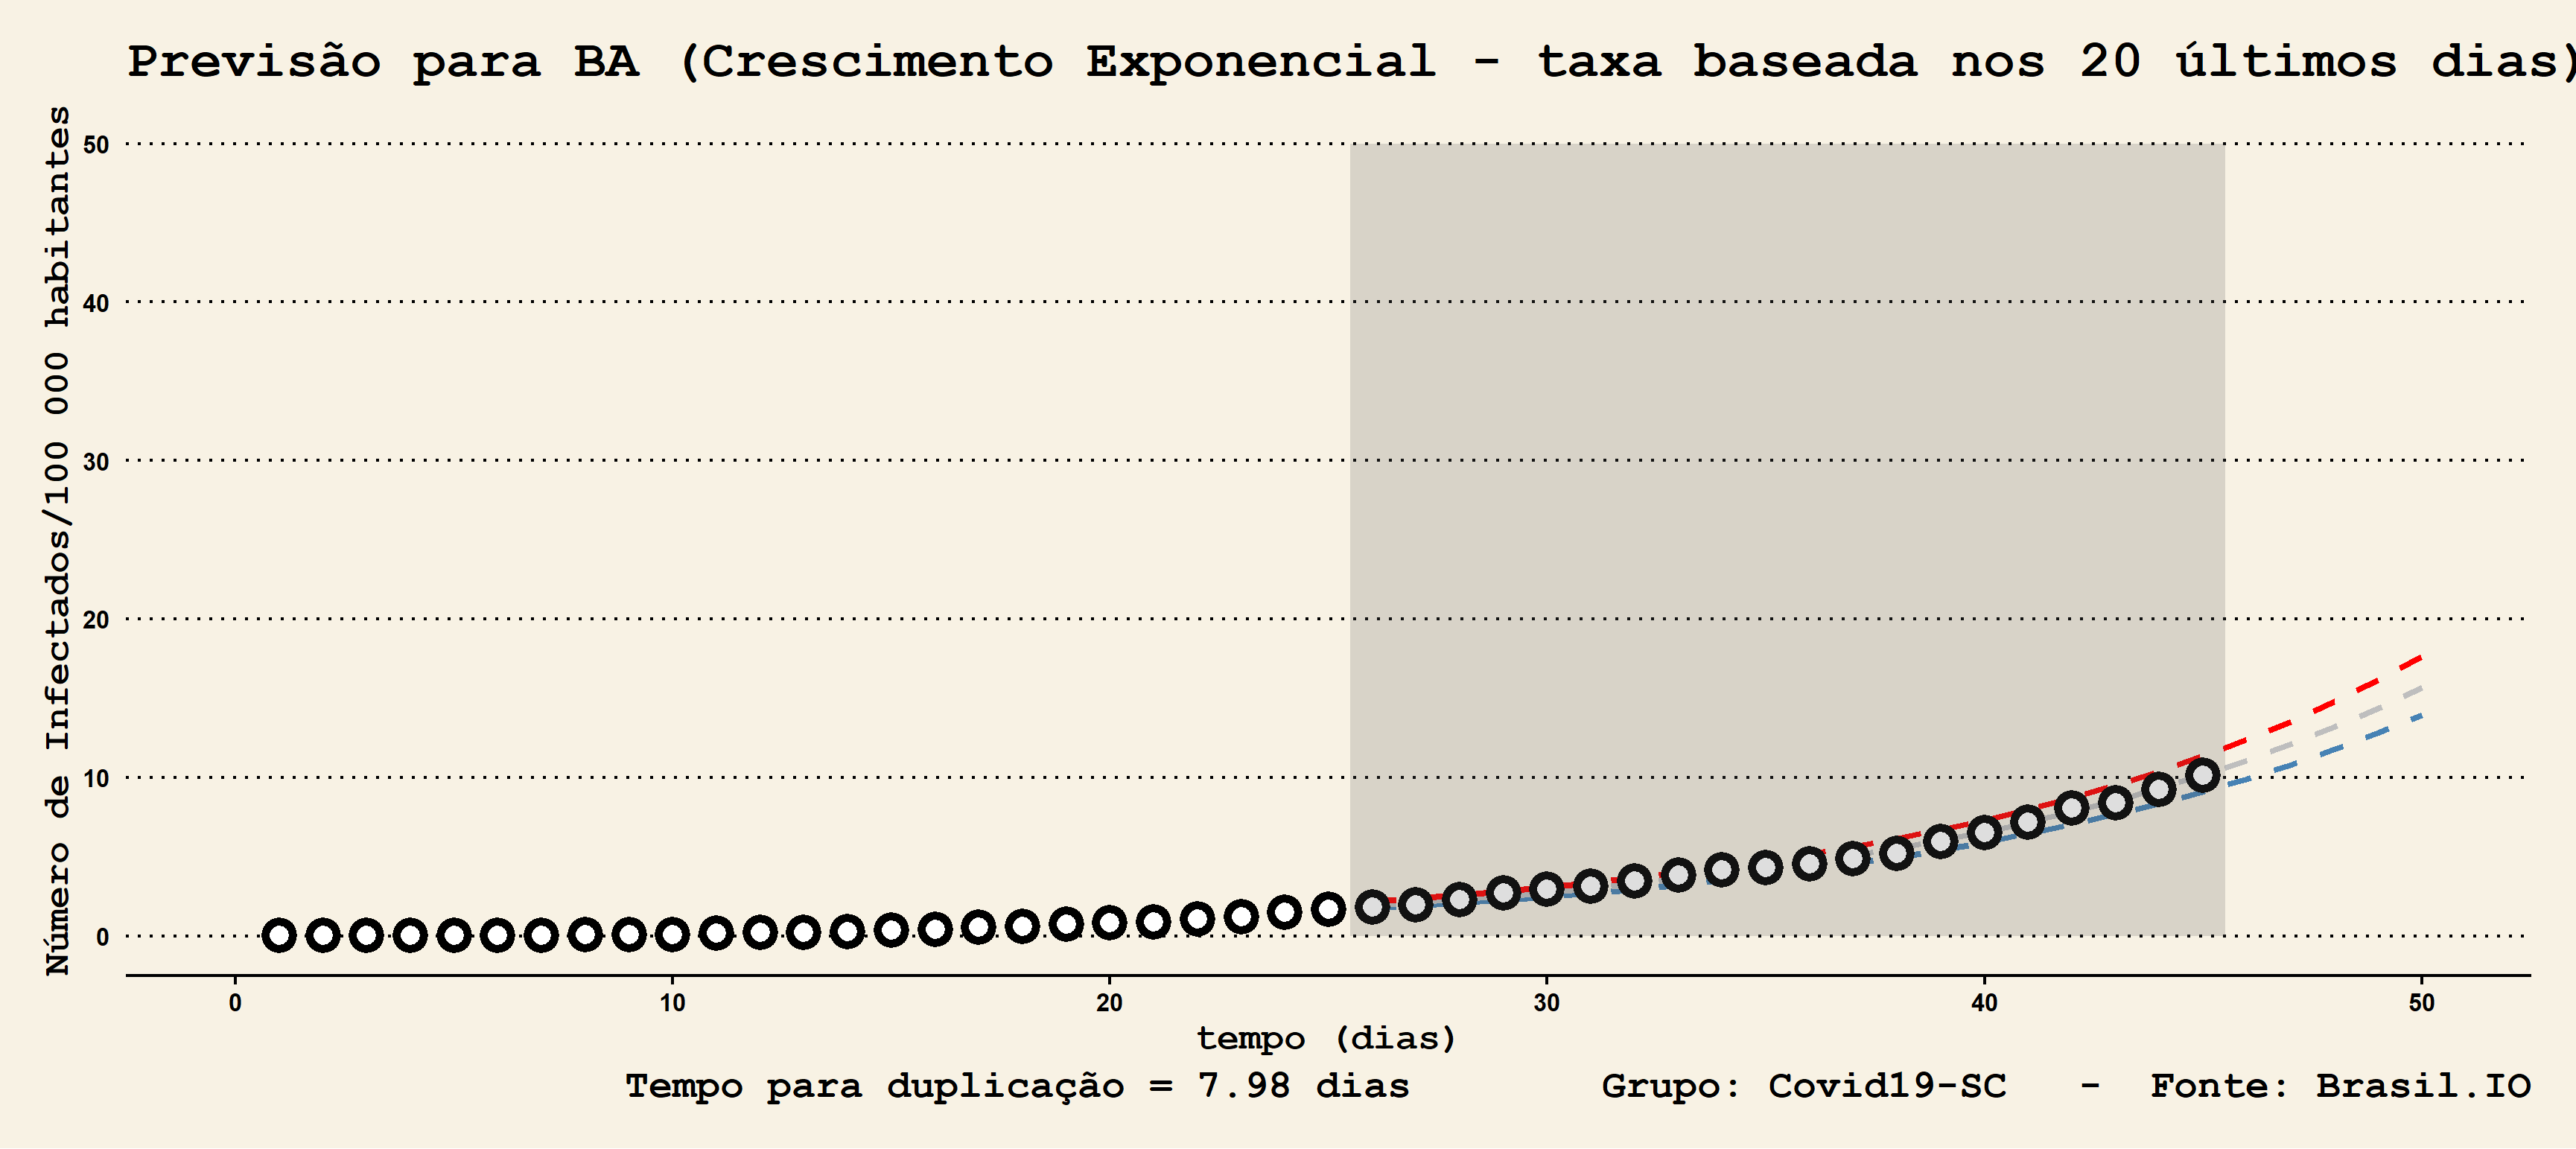 Previsão para BA (Crescimento Exponencial - taxa baseada nos 20 últimos dias)
Número de Infectados/100 000 habitantes
50
40
30
20
10
0
0 10 20 30 40 50
tempo (dias)
Tempo para duplicação = 7.98 dias Grupo: Covid19-SC - Fonte: Brasil.IO